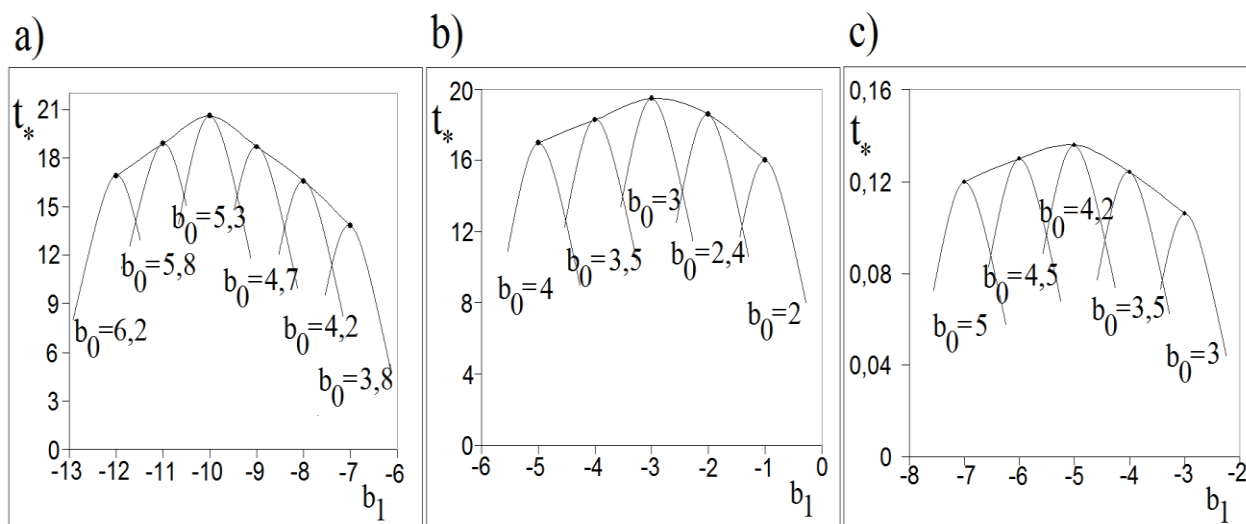 a)
t*
21
18
15
12
9
6
3
0
b0=6,2
b0=5,8
b0=5,3
b0=4,7
b0=4,2
b0=3,8
-13 -12 -11 -10 -9 -8 -7 -6
b1
b)
t*
20
16
12
8
4
0
b0=4
b0=3,5
b0=3
b0=2,4
b0=2
-6 -5 -4 -3 -2 -1 0
b1
c)
t*
0,16
0,12
0,08
0,04
0
b0=5
b0=4,5
b0=4,2
b0=3,5
b0=3
-8 -7 -6 -5 -4 -3 -2
b1